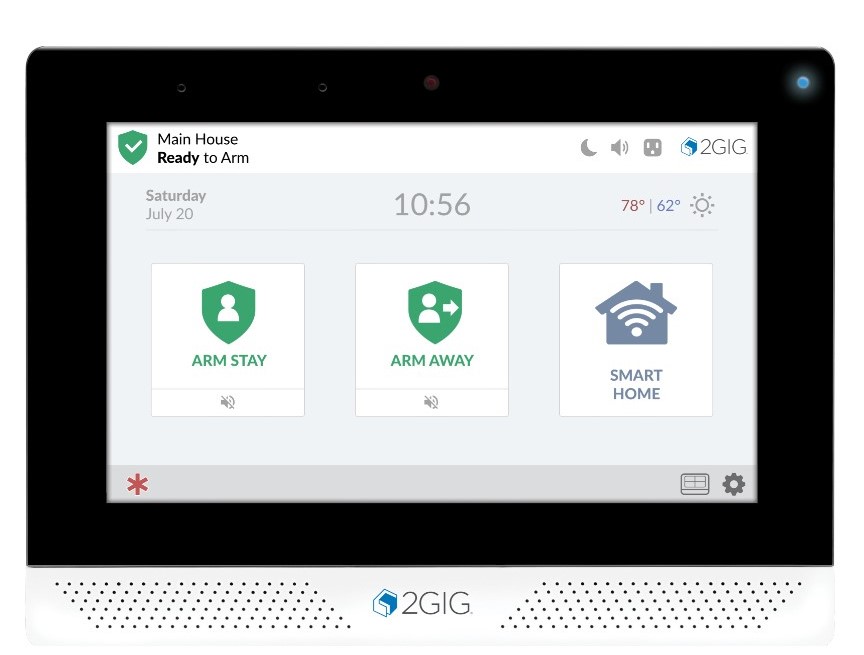 Main House
Ready to Arm
2GIG
Saturday
July 20
10:56
78° | 62°
ARM STAY
ARM AWAY
SMART
HOME
2GIG